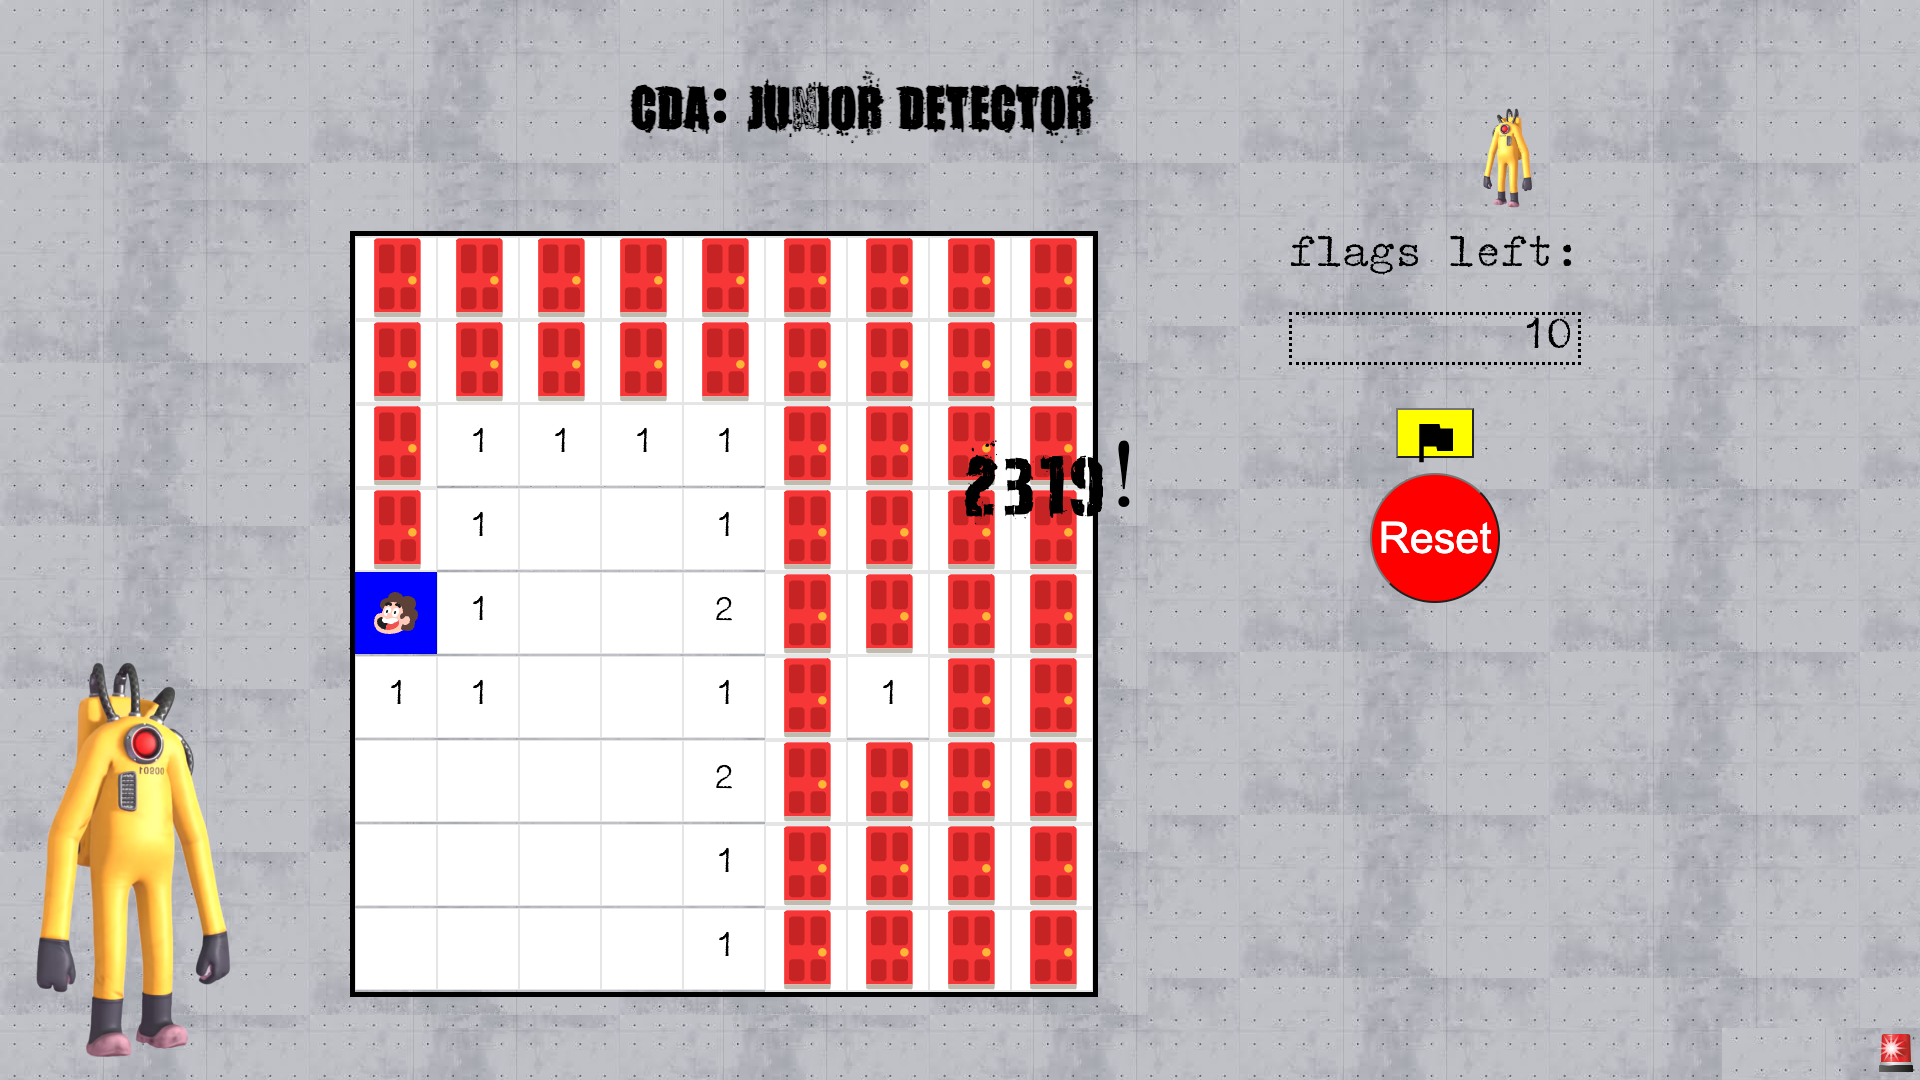 CDA: JUNIOR DETECTOR
flags left:
10
1 1 1 1
2319!
1 1
Reset
1 2
1 1 1 1
2
1
1